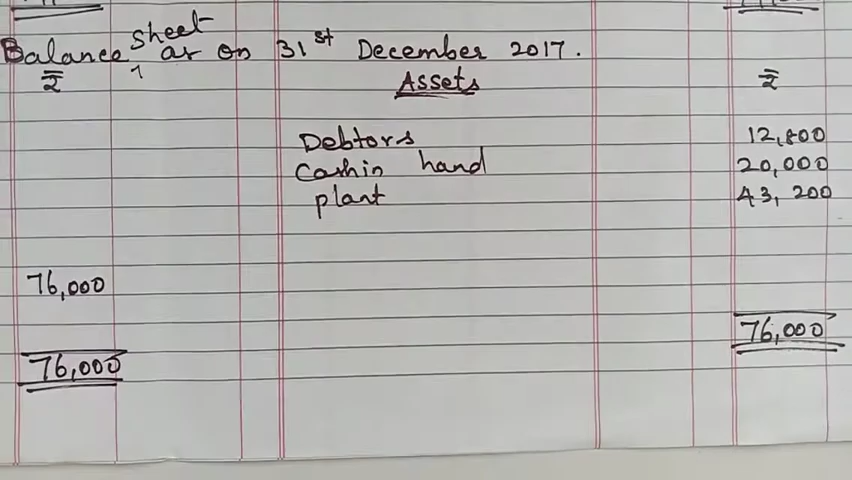 Balance Sheet as on 31st December 2017.
₹ Assets ₹
Debtors 12,800
Cash in hand 20,000
plant 43,200
76,000
76,000
76,000